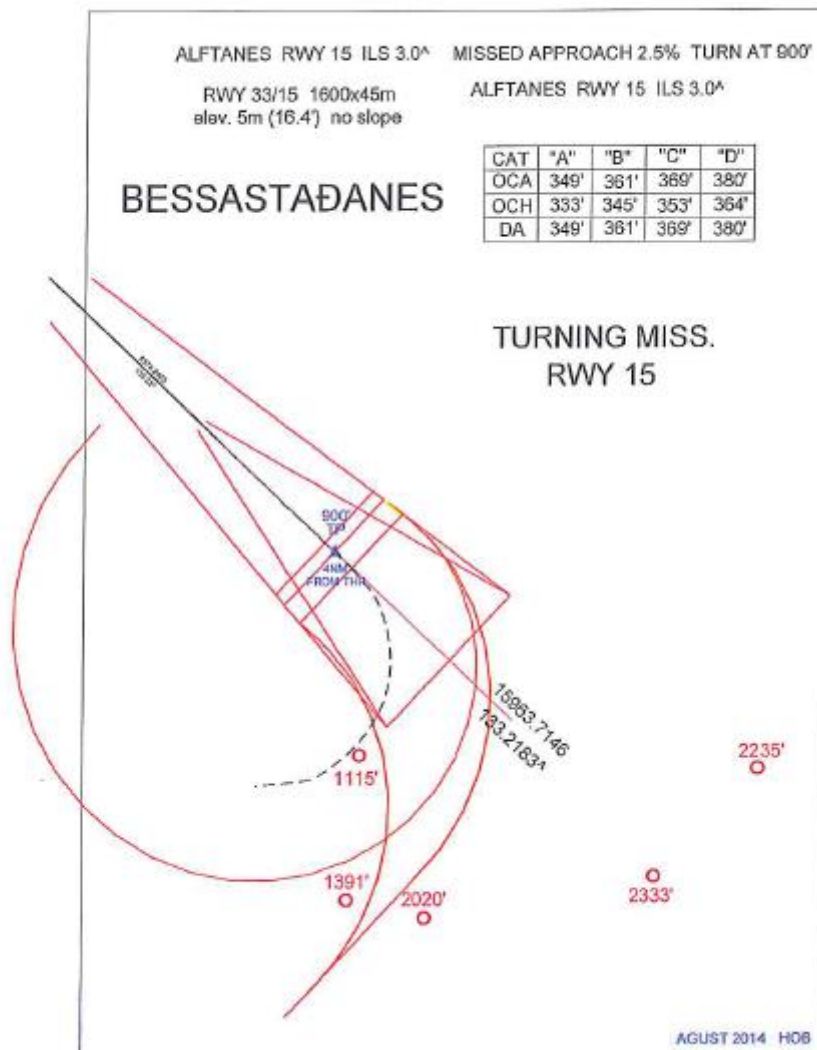 ALFTANES RWY 15 ILS 3.0^ MISSED APPROACH 2.5% TURN AT 900'
RWY 33/15 1600x45m
elev. 5m (16.4') no slope
ALFTANES RWY 15 ILS 3.0^
CAT "A" "B" "C" "D"
OCA 349' 361' 369' 380'
OCH 333' 345' 353' 364'
DA 349' 361' 369' 380'
BESSASTAÐANES
TURNING MISS.
RWY 15
900'
TP
4NM
FROM THR
15963.7146
133.2183^
1115'
2235'
1391'
2020'
2333'
AGUST 2014 HOB